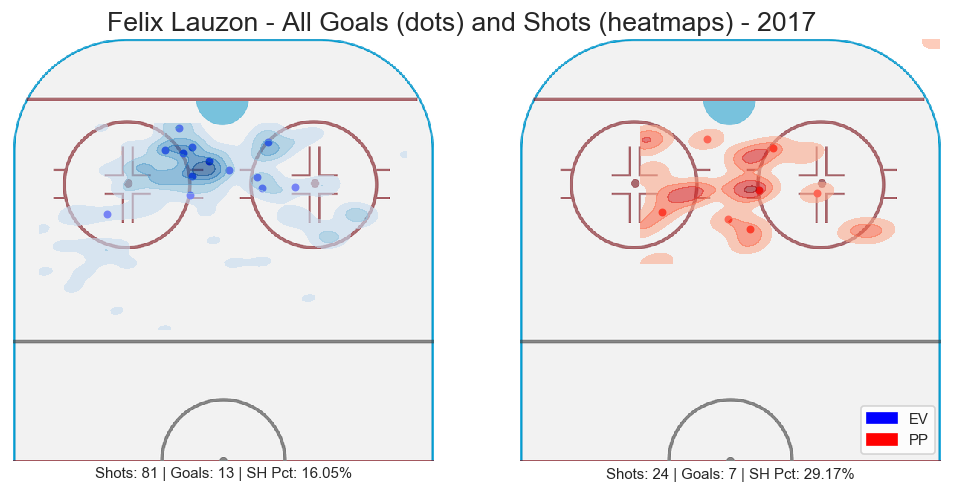 Felix Lauzon - All Goals (dots) and Shots (heatmaps) - 2017
EV
PP
Shots: 81 | Goals: 13 | SH Pct: 16.05%
Shots: 24 | Goals: 7 | SH Pct: 29.17%